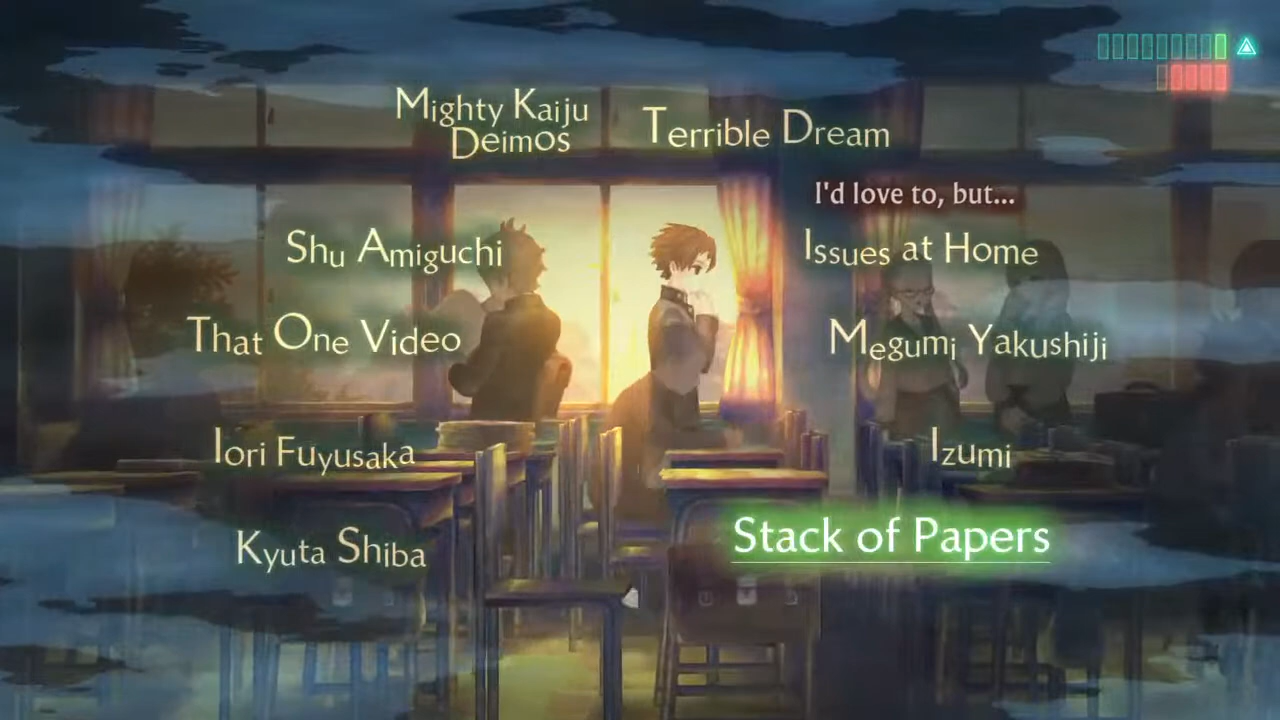 Mighty Kaiju
Deimos
Terrible Dream
I'd love to, but...
Shu Amiguchi
Issues at Home
That One Video
Megumi Yakushiji
Iori Fuyusaka
Izumi
Kyuta Shiba
Stack of Papers